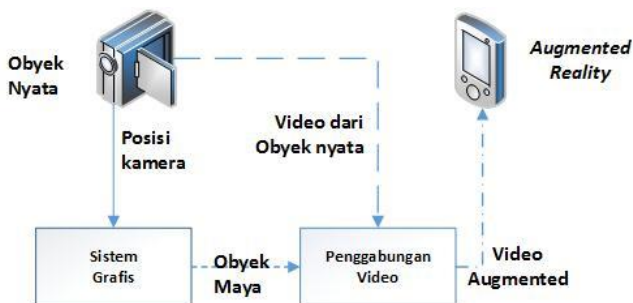 Obyek
Nyata
Augmented
Reality
Posisi
kamera
Video dari
Obyek nyata
Sistem
Grafis
Obyek
Maya
Penggabungan
Video
Video
Augmented